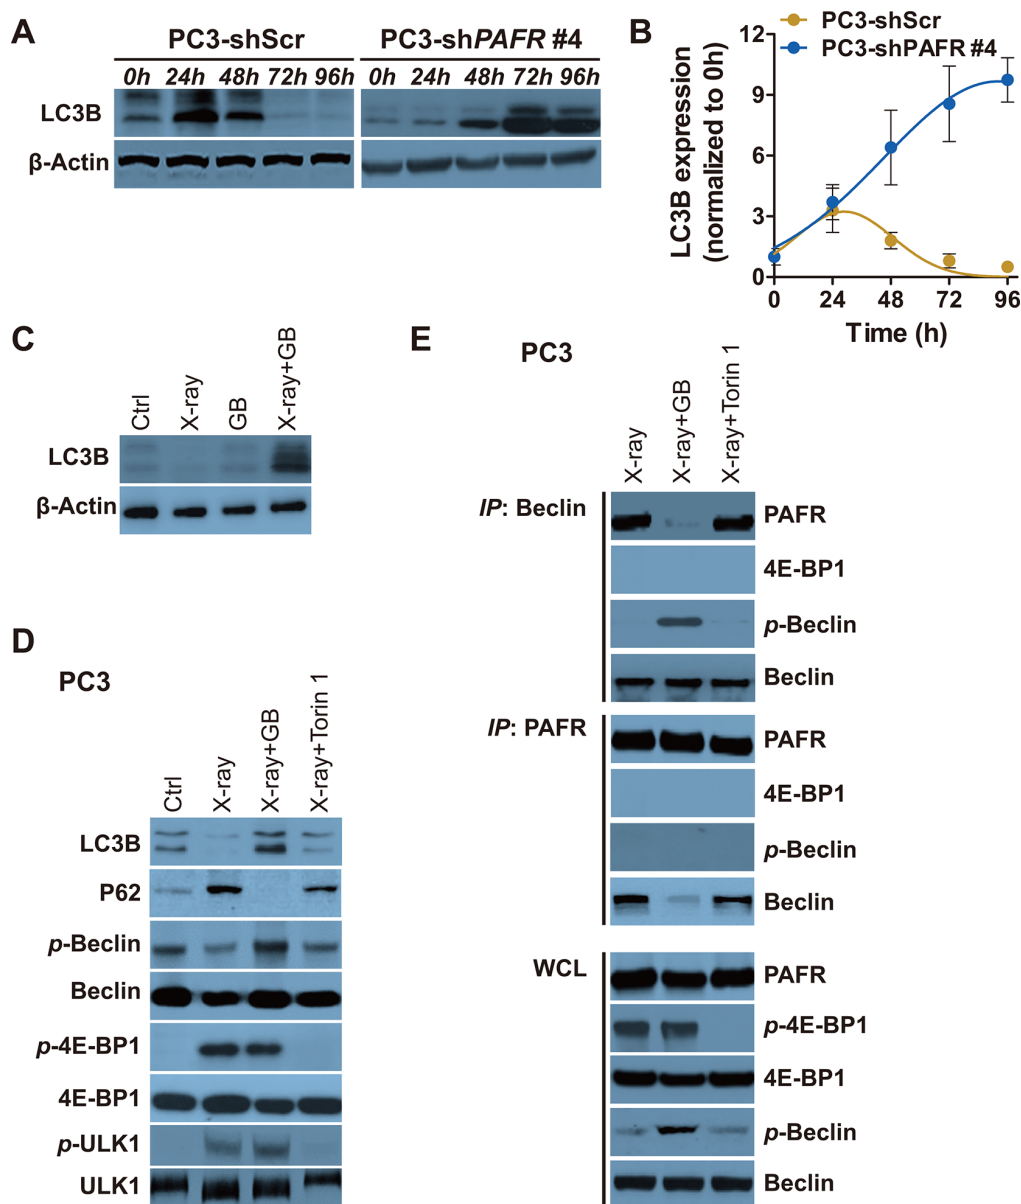 A
PC3-shScr
PC3-shPAFR #4
0h 24h 48h 72h 96h
0h 24h 48h 72h 96h
LC3B
β-Actin
B
PC3-shScr
PC3-shPAFR #4
LC3B expression
(normalized to 0h)
12
9
6
3
0
0 24 48 72 96
Time (h)
C
Ctrl
X-ray
GB
X-ray+GB
LC3B
β-Actin
D
PC3
Ctrl
X-ray
X-ray+GB
X-ray+Torin 1
LC3B
P62
p-Beclin
Beclin
p-4E-BP1
4E-BP1
p-ULK1
ULK1
E
PC3
X-ray
X-ray+GB
X-ray+Torin 1
IP: Beclin
PAFR
4E-BP1
p-Beclin
Beclin
IP: PAFR
PAFR
4E-BP1
p-Beclin
Beclin
WCL
PAFR
p-4E-BP1
4E-BP1
p-Beclin
Beclin